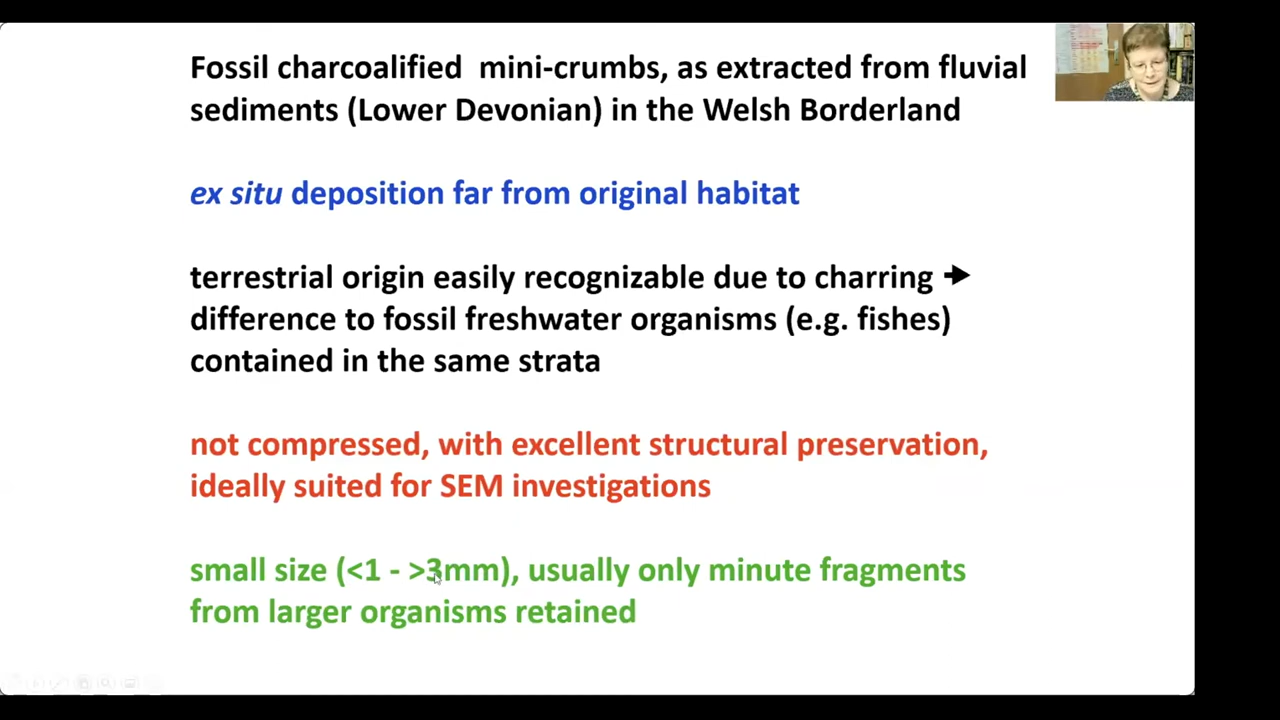 Fossil charcoalified mini-crumbs, as extracted from fluvial
sediments (Lower Devonian) in the Welsh Borderland
ex situ deposition far from original habitat
terrestrial origin easily recognizable due to charring ➔
difference to fossil freshwater organisms (e.g. fishes)
contained in the same strata
not compressed, with excellent structural preservation,
ideally suited for SEM investigations
small size (<1 - >3mm), usually only minute fragments
from larger organisms retained